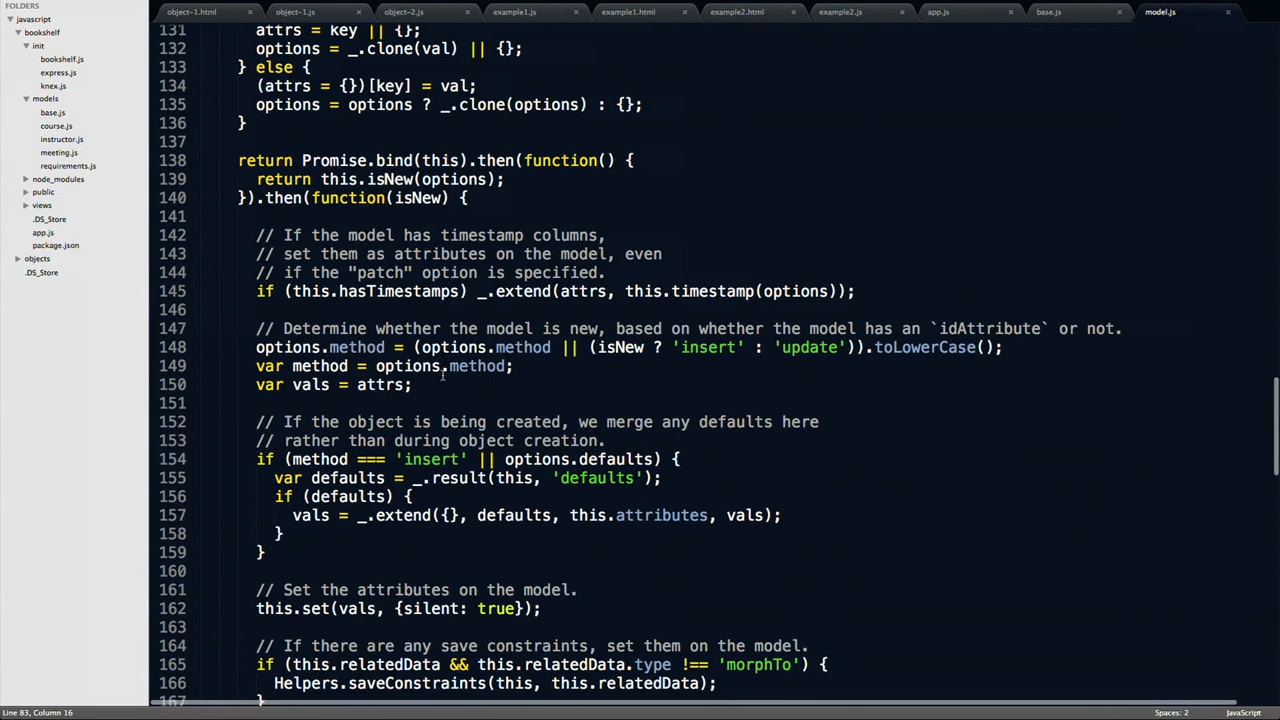 FOLDERS
javascript
bookshelf
init
bookshelf.js
express.js
knex.js
models
base.js
course.js
instructor.js
meeting.js
requirements.js
node_modules
public
views
.DS_Store
app.js
package.json
objects
.DS_Store
object-1.html × object-1.js × object-2.js × example1.js × example1.html × example2.html × example2.js × app.js × base.js × model.js ×
131 attrs = key || {};
132 options = _.clone(val) || {};
133 } else {
134 (attrs = {})[key] = val;
135 options = options ? _.clone(options) : {};
136 }
137
138 return Promise.bind(this).then(function() {
139 return this.isNew(options);
140 }).then(function(isNew) {
141
142 // If the model has timestamp columns,
143 // set them as attributes on the model, even
144 // if the "patch" option is specified.
145 if (this.hasTimestamps) _.extend(attrs, this.timestamp(options));
146
147 // Determine whether the model is new, based on whether the model has an `idAttribute` or not.
148 options.method = (options.method || (isNew ? 'insert' : 'update')).toLowerCase();
149 var method = options.method;
150 var vals = attrs;
151
152 // If the object is being created, we merge any defaults here
153 // rather than during object creation.
154 if (method === 'insert' || options.defaults) {
155 var defaults = _.result(this, 'defaults');
156 if (defaults) {
157 vals = _.extend({}, defaults, this.attributes, vals);
158 }
159 }
160
161 // Set the attributes on the model.
162 this.set(vals, {silent: true});
163
164 // If there are any save constraints, set them on the model.
165 if (this.relatedData && this.relatedData.type !== 'morphTo') {
166 Helpers.saveConstraints(this, this.relatedData);
167 }
Line 83, Column 16 Spaces: 2 JavaScript